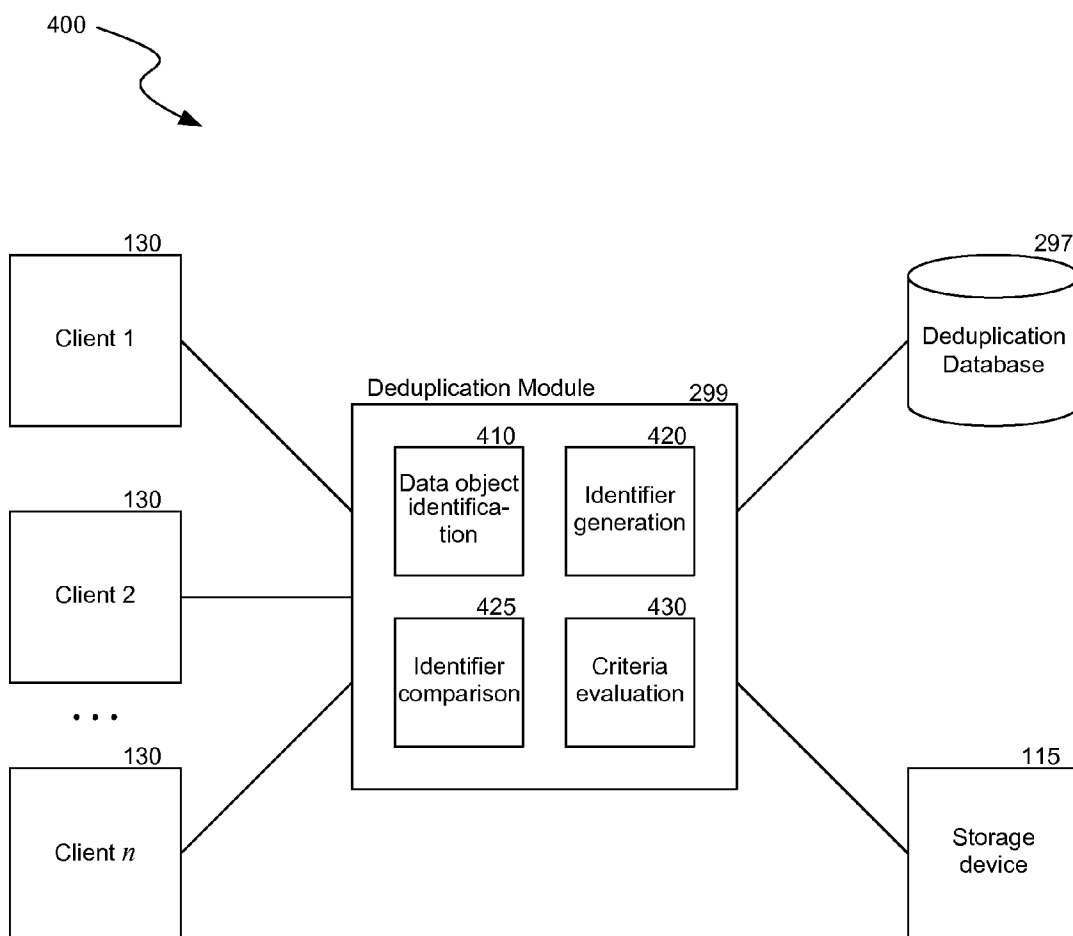 400
130
Client 1
130
Client 2
...
130
Client n
Deduplication Module
299
410
Data object
identifica-
tion
420
Identifier
generation
425
Identifier
comparison
430
Criteria
evaluation
297
Deduplication
Database
115
Storage
device